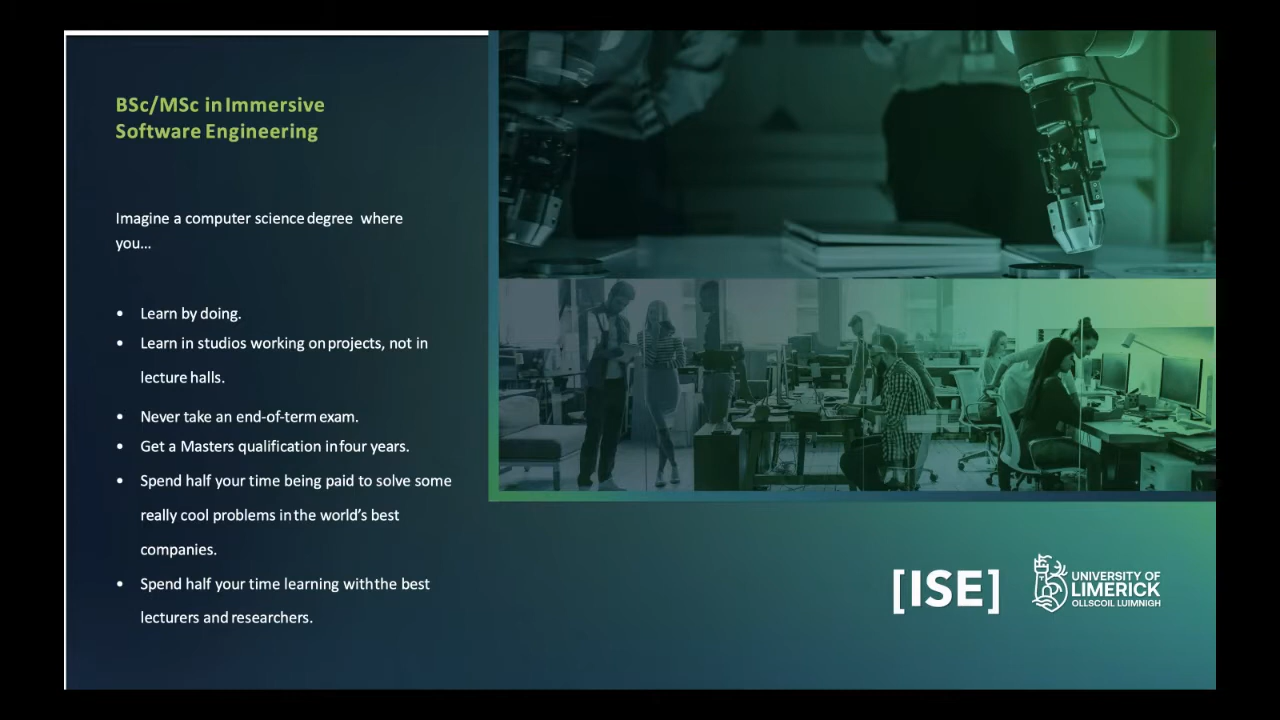 BSc/MSc in Immersive
Software Engineering
Imagine a computer science degree where
you...
• Learn by doing.
• Learn in studios working on projects, not in
lecture halls.
• Never take an end-of-term exam.
• Get a Masters qualification in four years.
• Spend half your time being paid to solve some
really cool problems in the world's best
companies.
• Spend half your time learning with the best
lecturers and researchers.
[ISE]
UNIVERSITY OF
LIMERICK
OLLSCOIL LUIMNIGH